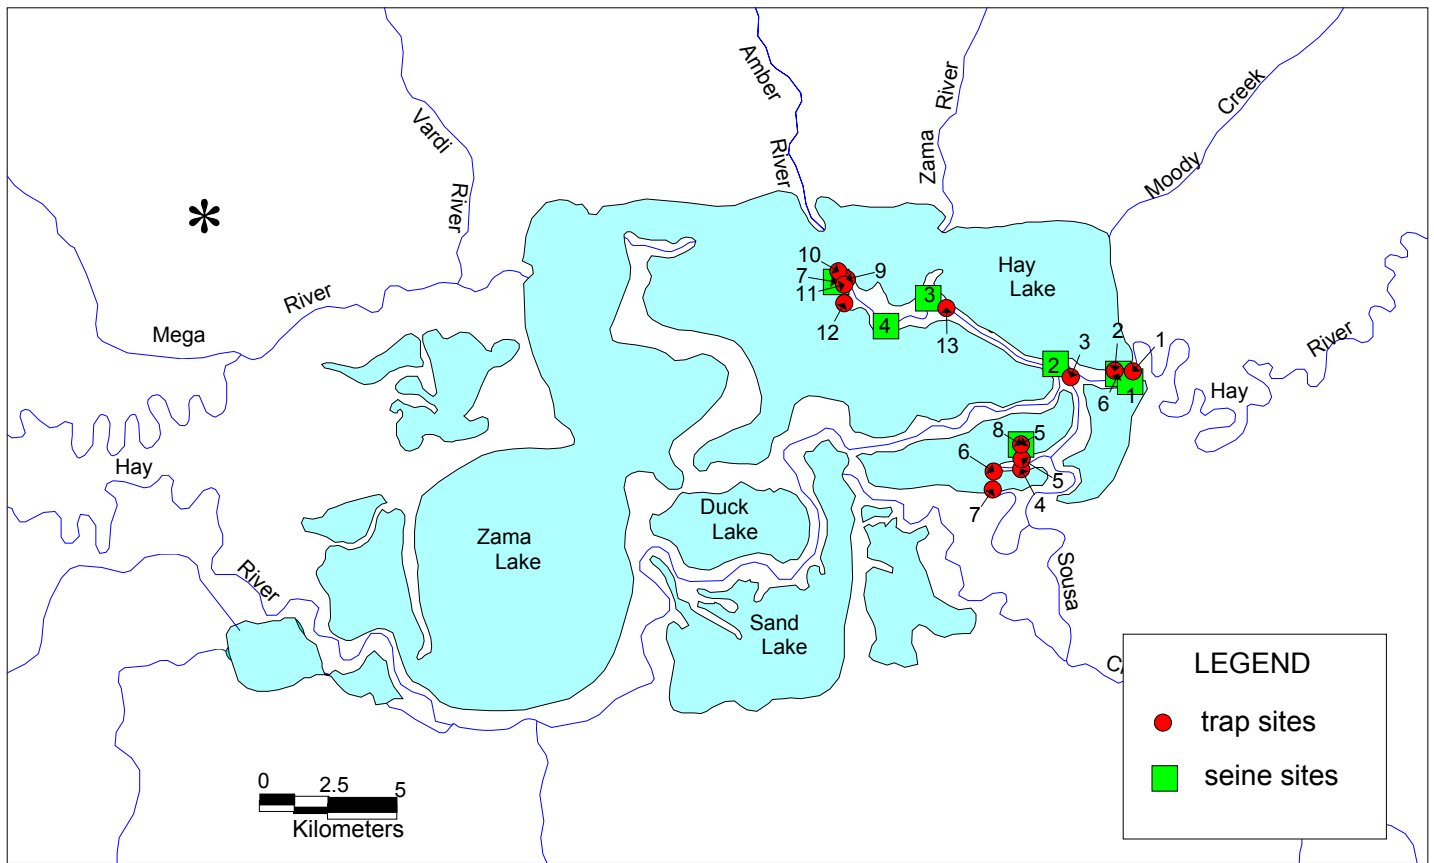 Amber
River
Zama
River
Moody
Creek
Vardi
River
*
Hay
Lake
10
7
11
12
9
3
4
13
2
3
2
1
6
1
Hay
River
River
Mega
8
5
6
5
4
7
Hay
River
Duck
Lake
Zama
Lake
Sand
Lake
Sousa
LEGEND
trap sites
seine sites
0
2.5
5
Kilometers